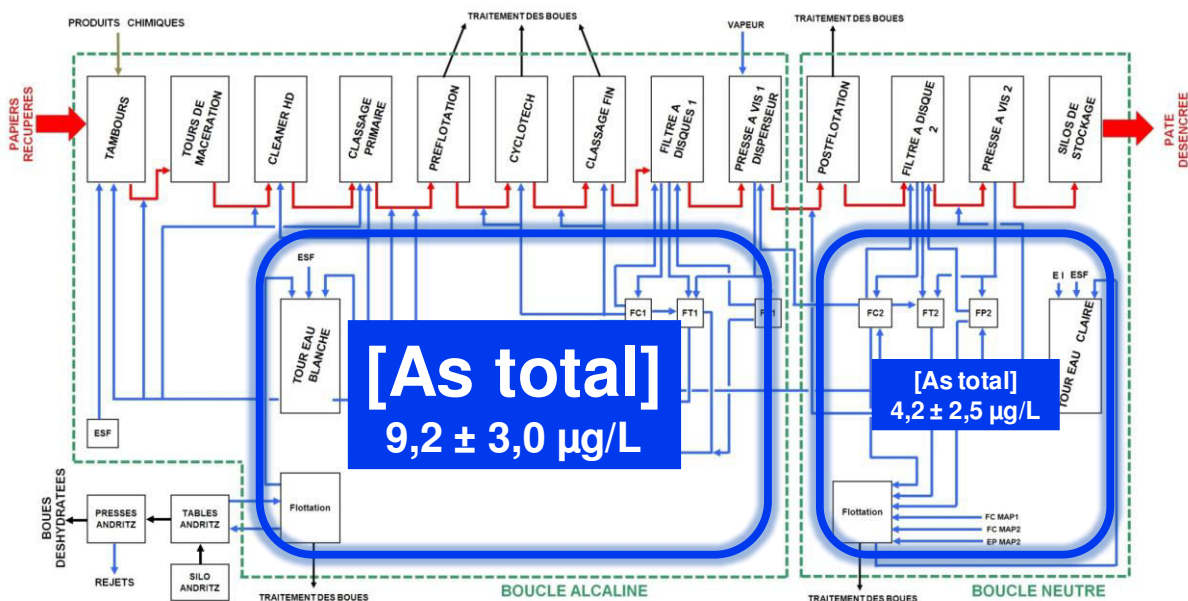 PRODUITS CHIMIQUES
TRAITEMENT DES BOUES
VAPEUR
TRAITEMENT DES BOUES
PAPIERS
RECUPERES
TAMBOURS
TOURS DE
MACERATION
CLEANER HD
CLASSAGE
PRIMAIRE
PREFLOTATION
CYCLOTECH
CLASSAGE FIN
FILTRE A
DISQUES 1
PRESSE A VIS 1
DISPERSEUR
POSTFLOTATION
FILTRE A DISQUE
2
PRESSE A VIS 2
SILOS DE
STOCKAGE
PATE
DESENCREE
ESF
TOUR EAU
BLANCHE
FC1
FT1
FC2
FT2
FP2
E I
ESF
TOUR EAU CLAIRE
[As total]
9,2 ± 3,0 µg/L
[As total]
4,2 ± 2,5 µg/L
ESF
BOUES
DESHYDRATEES
PRESSES
ANDRITZ
TABLES
ANDRITZ
Flottation
Flottation
FC MAP1
FC MAP2
EP MAP2
REJETS
SILO
ANDRITZ
TRAITEMENT DES BOUES
BOUCLE ALCALINE
TRAITEMENT DES BOUES
BOUCLE NEUTRE